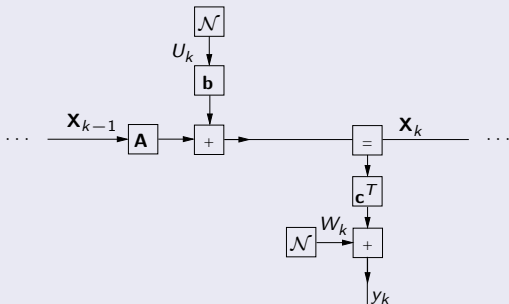 𝒩
U_k
b
··· X_{k−1} A + = X_k ···
c^T
𝒩 W_k +
y_k